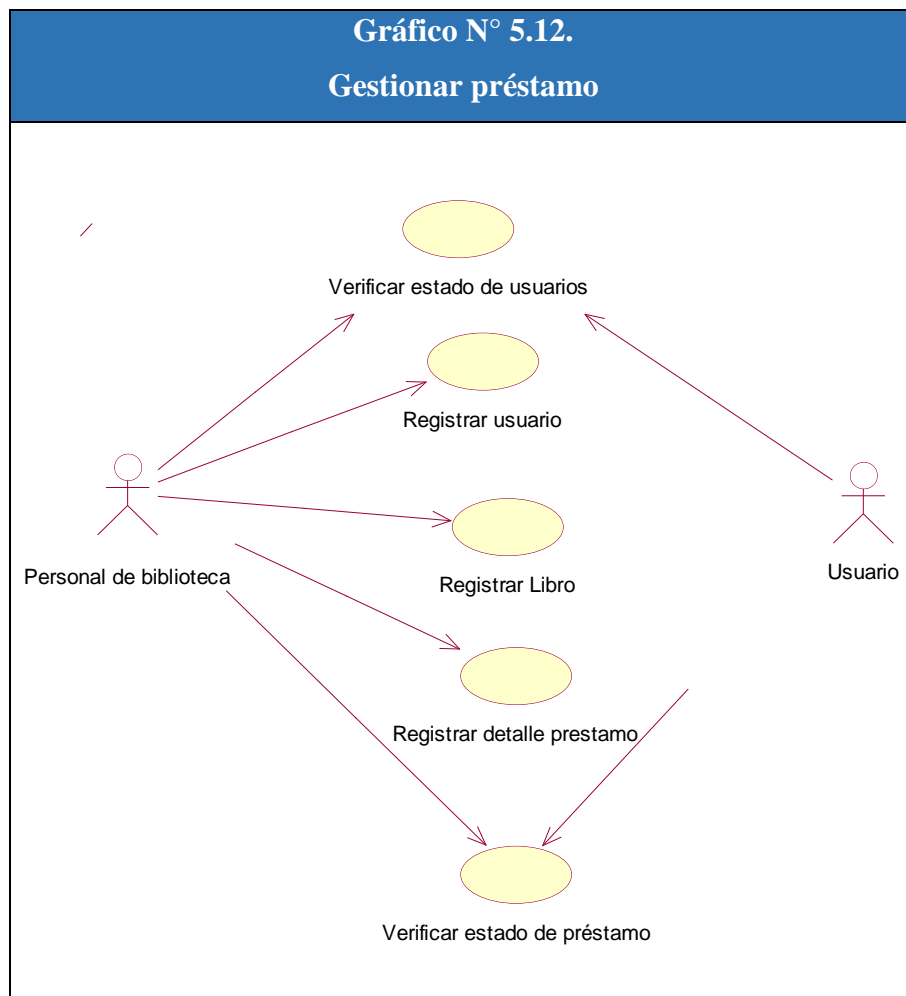 Gráfico N° 5.12.
Gestionar préstamo
Verificar estado de usuarios
Registrar usuario
Personal de biblioteca
Registrar Libro
Usuario
Registrar detalle prestamo
Verificar estado de préstamo